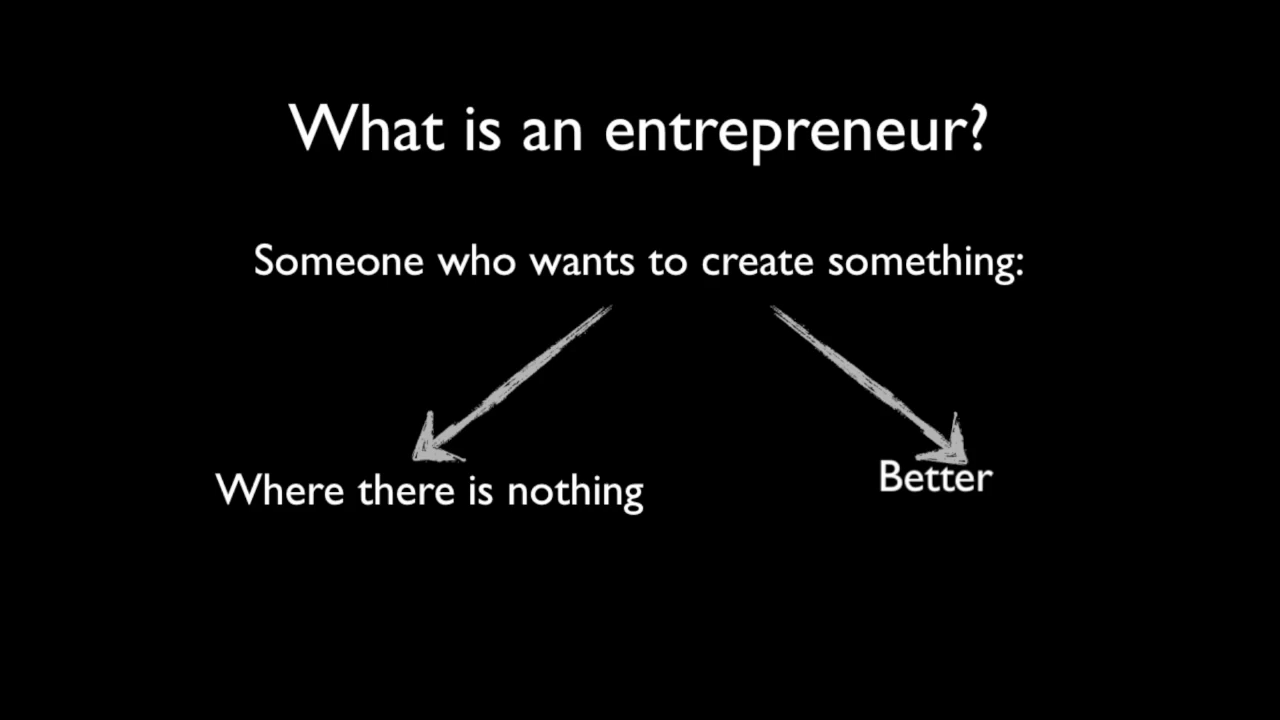 What is an entrepreneur?
Someone who wants to create something:
Where there is nothing
Better